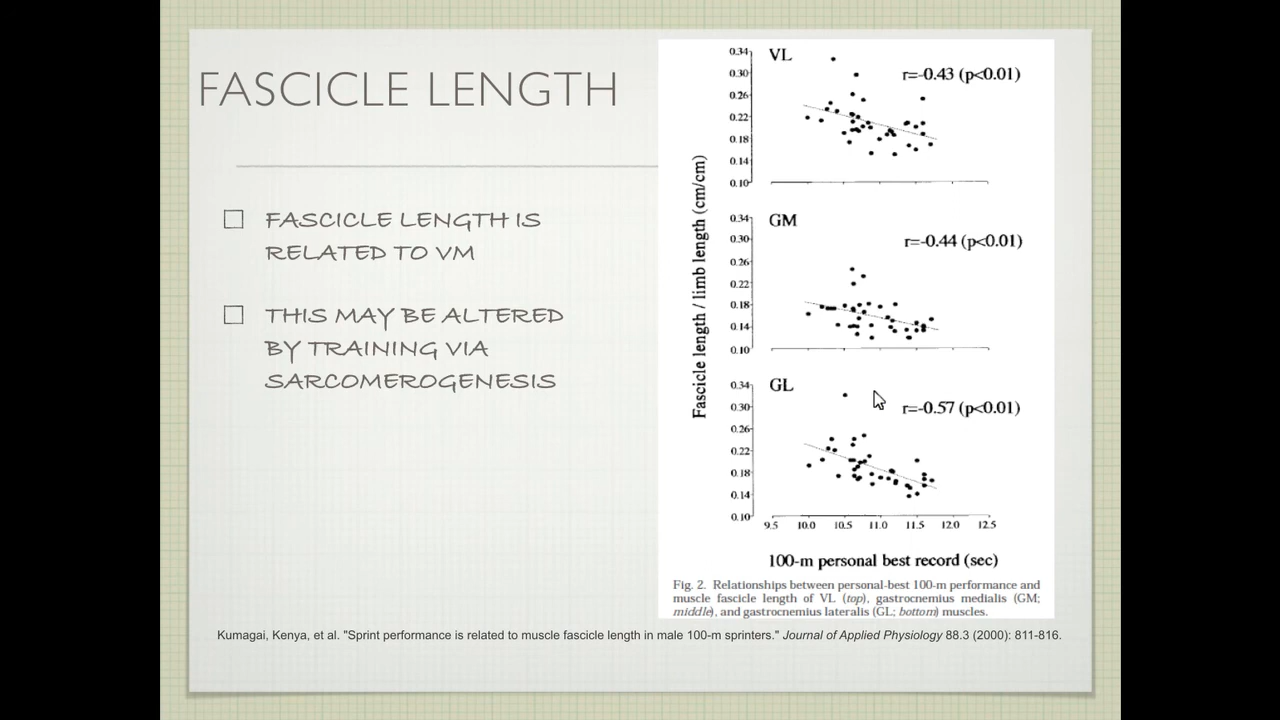 FASCICLE LENGTH
☐ FASCICLE LENGTH IS
RELATED TO VM
☐ THIS MAY BE ALTERED
BY TRAINING VIA
SARCOMEROGENESIS
Fascicle length / limb length (cm/cm)
VL
r=-0.43 (p<0.01)
0.34
0.30
0.26
0.22
0.18
0.14
0.10
GM
r=-0.44 (p<0.01)
0.34
0.30
0.26
0.22
0.18
0.14
0.10
GL
r=-0.57 (p<0.01)
0.34
0.30
0.26
0.22
0.18
0.14
0.10
9.5 10.0 10.5 11.0 11.5 12.0 12.5
100-m personal best record (sec)
Fig. 2. Relationships between personal-best 100-m performance and
muscle fascicle length of VL (top), gastrocnemius medialis (GM;
middle), and gastrocnemius lateralis (GL; bottom) muscles.
Kumagai, Kenya, et al. "Sprint performance is related to muscle fascicle length in male 100-m sprinters." Journal of Applied Physiology 88.3 (2000): 811-816.